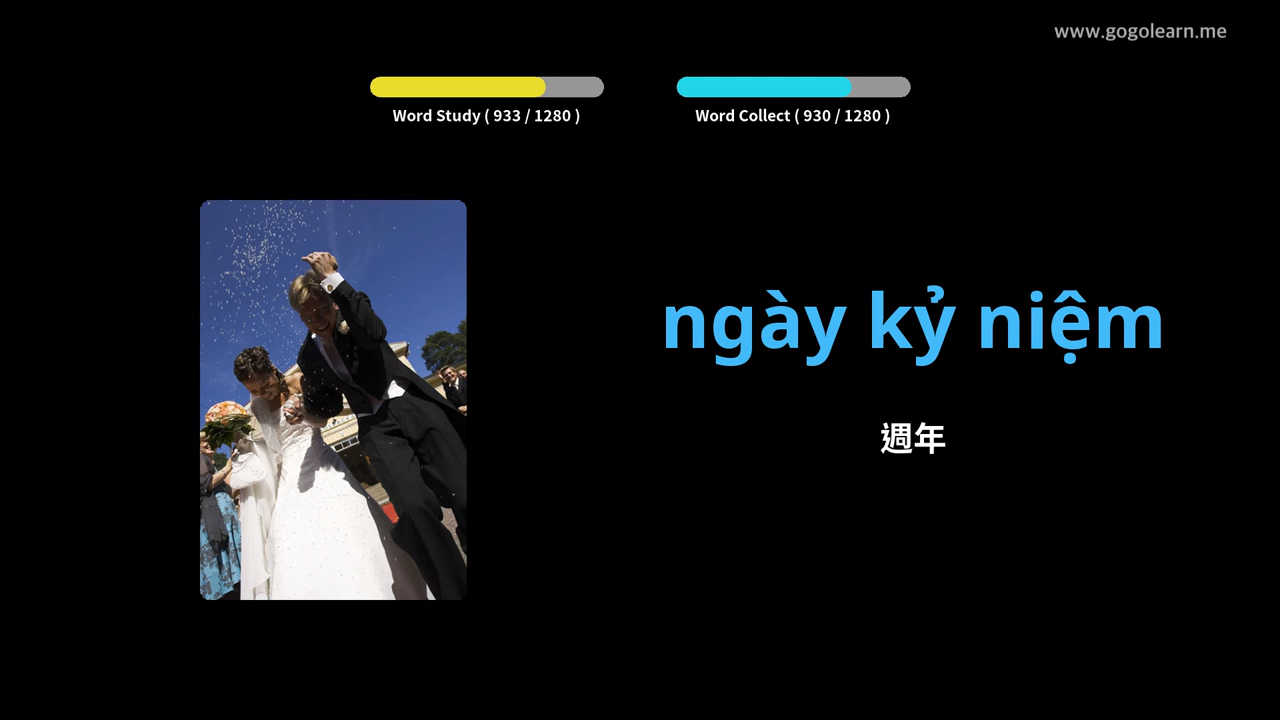 www.gogolearn.me
Word Study ( 933 / 1280 )
Word Collect ( 930 / 1280 )
ngày kỷ niệm
週年